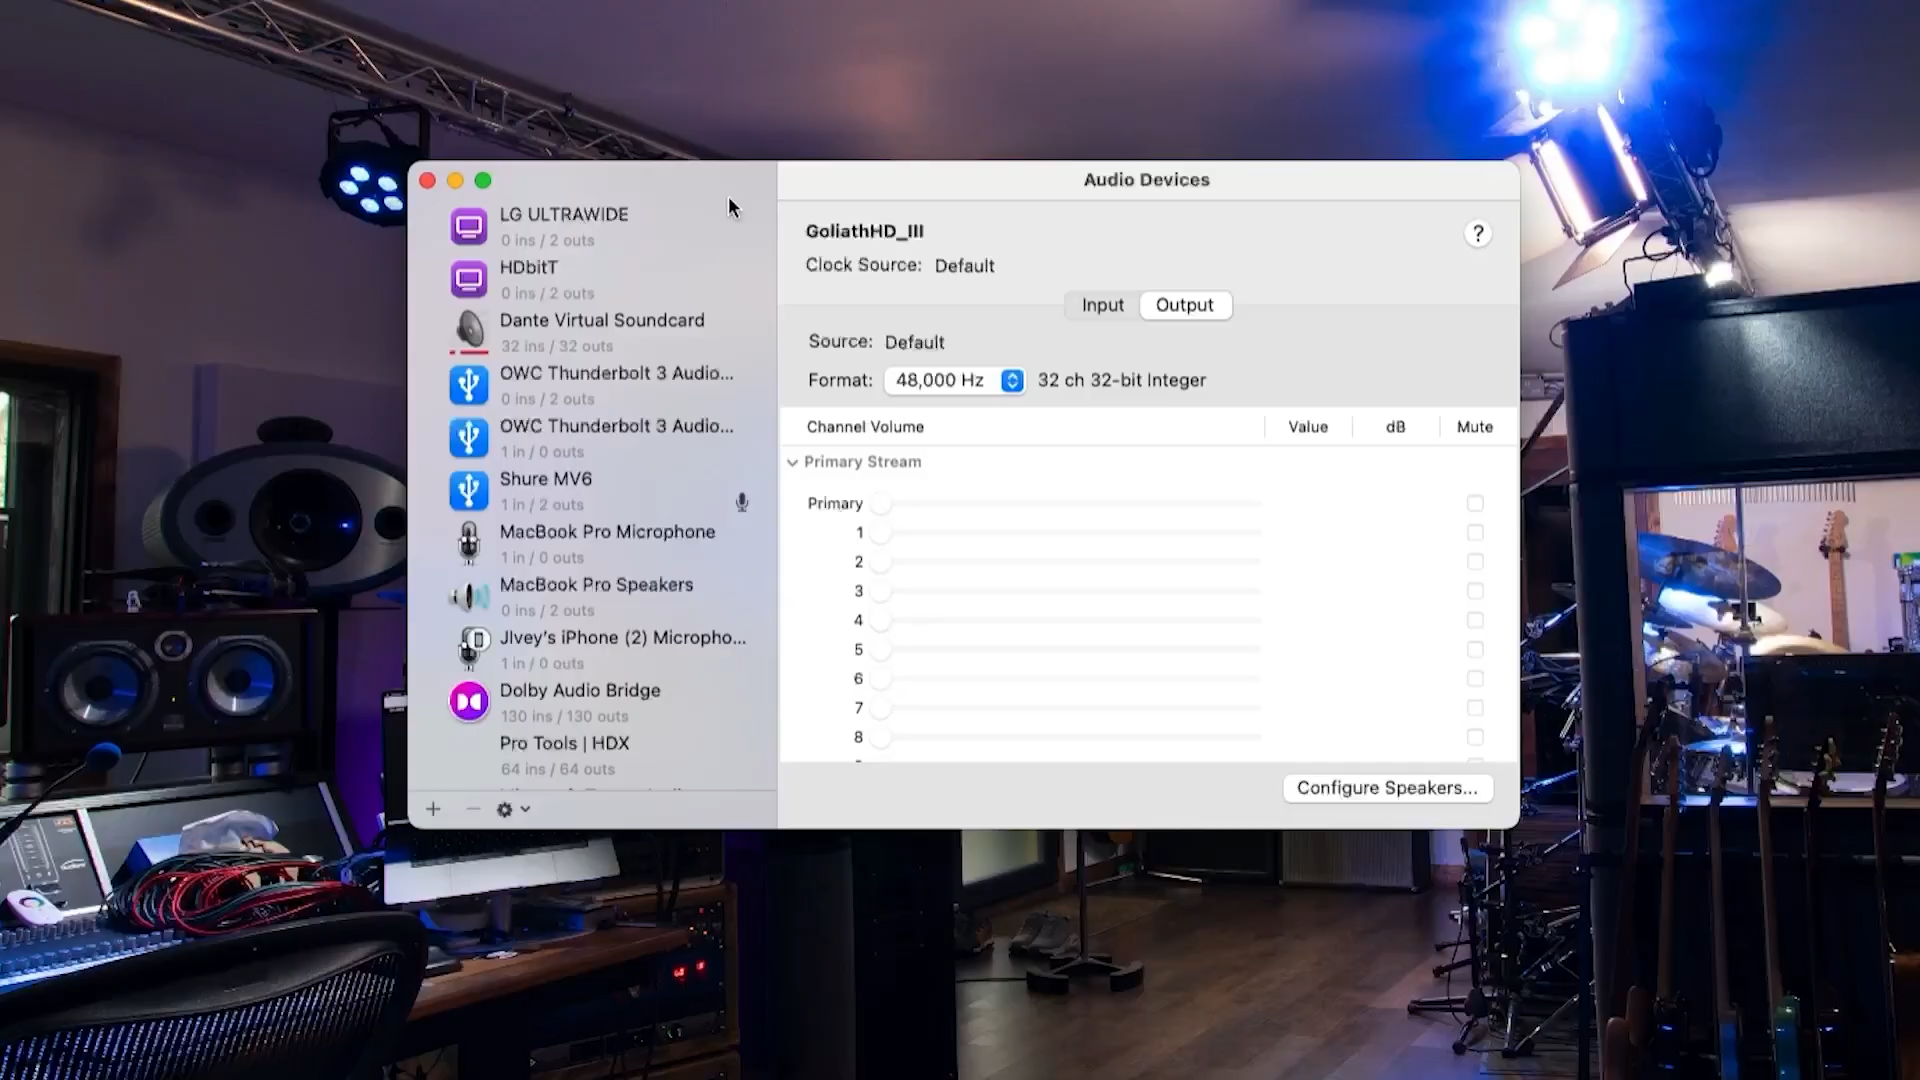 Audio Devices
LG ULTRAWIDE
0 ins / 2 outs
HDbitT
0 ins / 2 outs
Dante Virtual Soundcard
32 ins / 32 outs
OWC Thunderbolt 3 Audio...
0 ins / 2 outs
OWC Thunderbolt 3 Audio...
1 in / 0 outs
Shure MV6
1 in / 2 outs
MacBook Pro Microphone
1 in / 0 outs
MacBook Pro Speakers
0 ins / 2 outs
JIvey’s iPhone (2) Micropho...
1 in / 0 outs
Dolby Audio Bridge
130 ins / 130 outs
Pro Tools | HDX
64 ins / 64 outs
GoliathHD_III
?
Clock Source: Default
Input Output
Source: Default
Format: 48,000 Hz 32 ch 32-bit Integer
Channel Volume Value dB Mute
Primary Stream
Primary
1
2
3
4
5
6
7
8
Configure Speakers...